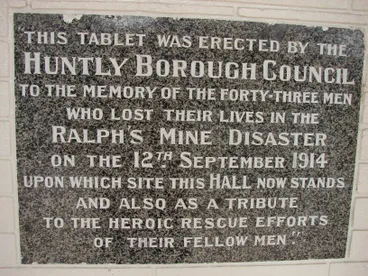 THIS TABLET WAS ERECTED BY THE
HUNTLY BOROUGH COUNCIL
TO THE MEMORY OF THE FORTY-THREE MEN
WHO LOST THEIR LIVES IN THE
RALPH'S MINE DISASTER
ON THE 12TH SEPTEMBER 1914
UPON WHICH SITE THIS HALL NOW STANDS
AND ALSO AS A TRIBUTE
TO THE HEROIC RESCUE EFFORTS
OF THEIR FELLOW MEN."